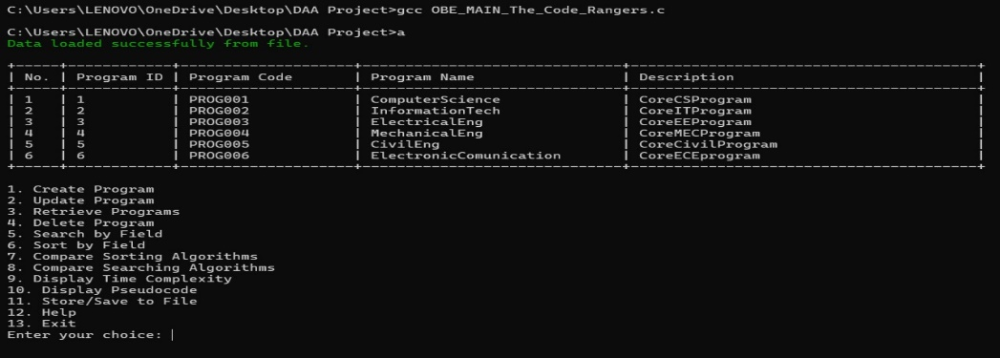 C:\Users\LENOVO\OneDrive\Desktop\DAA Project>gcc OBE_MAIN_The_Code_Rangers.c
C:\Users\LENOVO\OneDrive\Desktop\DAA Project>a
Data loaded successfully from file.
| No. | Program ID | Program Code | Program Name | Description |
| 1 | 1 | PROG001 | ComputerScience | CoreCSProgram |
| 2 | 2 | PROG002 | InformationTech | CoreITProgram |
| 3 | 3 | PROG003 | ElectricalEng | CoreEEProgram |
| 4 | 4 | PROG004 | MechanicalEng | CoreMECProgram |
| 5 | 5 | PROG005 | CivilEng | CoreCivilProgram |
| 6 | 6 | PROG006 | ElectronicComunication | CoreECEprogram |
1. Create Program
2. Update Program
3. Retrieve Programs
4. Delete Program
5. Search by Field
6. Sort by Field
7. Compare Sorting Algorithms
8. Compare Searching Algorithms
9. Display Time Complexity
10. Display Pseudocode
11. Store/Save to File
12. Help
13. Exit
Enter your choice: